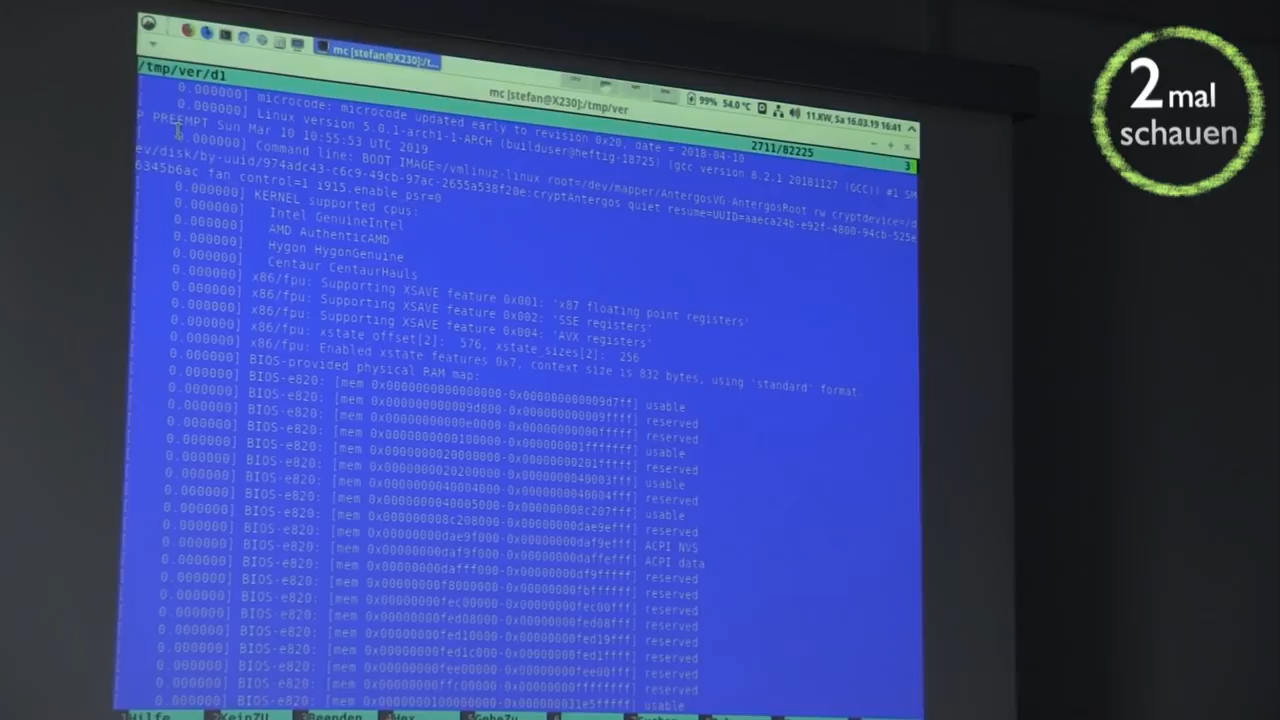 mc [stefan@X230]:/t...
mc [stefan@X230]:/tmp/ver
99% 54.0°C 11.KW, Sa 16.03.19 16:41
/tmp/ver/d1 2711/82225 3
[ 0.000000] microcode: microcode updated early to revision 0x20, date = 2018-04-10
[ 0.000000] Linux version 5.0.1-arch1-1-ARCH (builduser@heftig-18725) (gcc version 8.2.1 20181127 (GCC)) #1 SM
P PREEMPT Sun Mar 10 10:55:53 UTC 2019
[ 0.000000] Command line: BOOT_IMAGE=/vmlinuz-linux root=/dev/mapper/AntergosVG-AntergosRoot rw cryptdevice=/d
ev/disk/by-uuid/974adc43-c6c9-49cb-97ac-2655a538f20e:cryptAntergos quiet resume=UUID=aaeca24b-e92f-4800-94cb-525e
6345b6ac fan_control=1 i915.enable_psr=0
[ 0.000000] KERNEL supported cpus:
[ 0.000000] Intel GenuineIntel
[ 0.000000] AMD AuthenticAMD
[ 0.000000] Hygon HygonGenuine
[ 0.000000] Centaur CentaurHauls
[ 0.000000] x86/fpu: Supporting XSAVE feature 0x001: 'x87 floating point registers'
[ 0.000000] x86/fpu: Supporting XSAVE feature 0x002: 'SSE registers'
[ 0.000000] x86/fpu: Supporting XSAVE feature 0x004: 'AVX registers'
[ 0.000000] x86/fpu: xstate_offset[2]: 576, xstate_sizes[2]: 256
[ 0.000000] x86/fpu: Enabled xstate features 0x7, context size is 832 bytes, using 'standard' format.
[ 0.000000] BIOS-provided physical RAM map:
[ 0.000000] BIOS-e820: [mem 0x0000000000000000-0x000000000009d7ff] usable
[ 0.000000] BIOS-e820: [mem 0x000000000009d800-0x000000000009ffff] reserved
[ 0.000000] BIOS-e820: [mem 0x00000000000e0000-0x00000000000fffff] reserved
[ 0.000000] BIOS-e820: [mem 0x0000000000100000-0x000000001fffffff] usable
[ 0.000000] BIOS-e820: [mem 0x0000000020000000-0x00000000201fffff] reserved
[ 0.000000] BIOS-e820: [mem 0x0000000020200000-0x0000000040003fff] usable
[ 0.000000] BIOS-e820: [mem 0x0000000040004000-0x0000000040004fff] reserved
[ 0.000000] BIOS-e820: [mem 0x0000000040005000-0x000000008c207fff] usable
[ 0.000000] BIOS-e820: [mem 0x000000008c208000-0x00000000dae9efff] reserved
[ 0.000000] BIOS-e820: [mem 0x00000000dae9f000-0x00000000daf9efff] ACPI NVS
[ 0.000000] BIOS-e820: [mem 0x00000000daf9f000-0x00000000daffefff] ACPI data
[ 0.000000] BIOS-e820: [mem 0x00000000dafff000-0x00000000df9fffff] reserved
[ 0.000000] BIOS-e820: [mem 0x00000000f8000000-0x00000000fbffffff] reserved
[ 0.000000] BIOS-e820: [mem 0x00000000fec00000-0x00000000fec00fff] reserved
[ 0.000000] BIOS-e820: [mem 0x00000000fed08000-0x00000000fed08fff] reserved
[ 0.000000] BIOS-e820: [mem 0x00000000fed10000-0x00000000fed19fff] reserved
[ 0.000000] BIOS-e820: [mem 0x00000000fed1c000-0x00000000fed1ffff] reserved
[ 0.000000] BIOS-e820: [mem 0x00000000fee00000-0x00000000fee00fff] reserved
[ 0.000000] BIOS-e820: [mem 0x00000000ffc00000-0x00000000ffffffff] reserved
[ 0.000000] BIOS-e820: [mem 0x0000000100000000-0x000000031e5fffff] usable
1Hilfe 2KeinZU 3Beenden 4Hex 5GeheZu 6
2mal
schauen